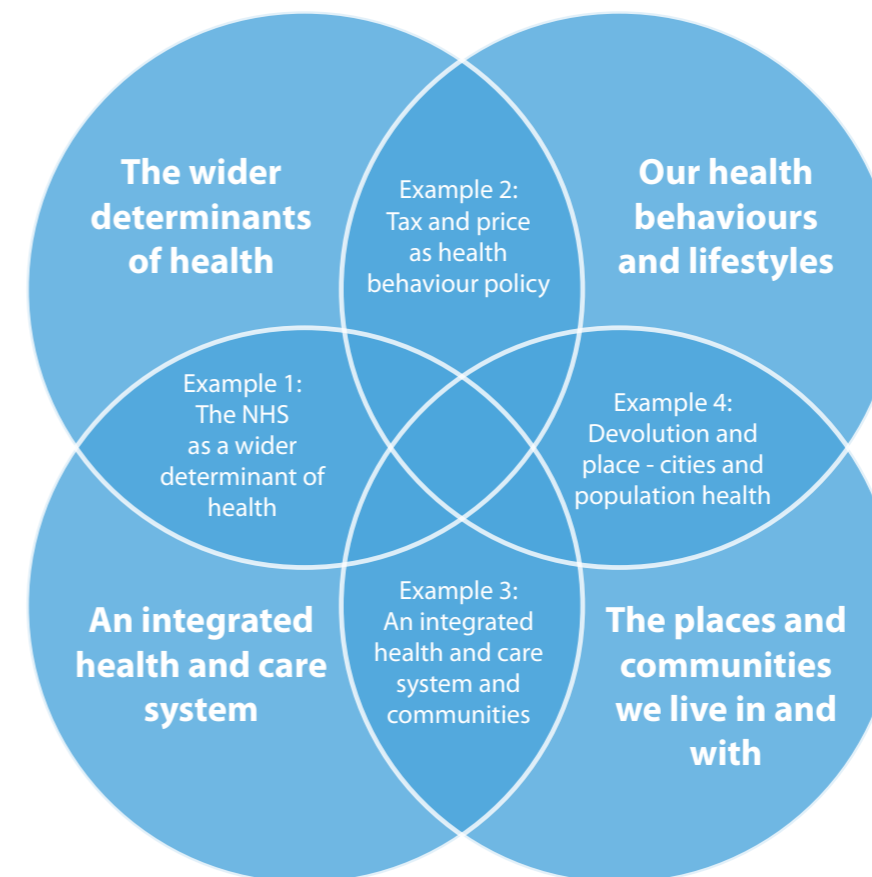 The wider
determinants
of health
Example 2:
Tax and price
as health
behaviour policy
Our health
behaviours
and lifestyles
Example 1:
The NHS
as a wider
determinant of
health
Example 4:
Devolution and
place - cities and
population health
An integrated
health and care
system
Example 3:
An integrated
health and care
system and
communities
The places and
communities
we live in and
with